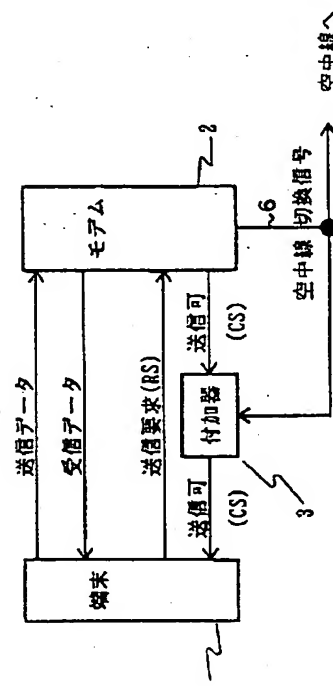 送信データ
受信データ
送信要求(RS)
端末
モデム
2
送信可
(CS)
付加器
送信可
(CS)
3
6
空中線切換信号
空中線へ